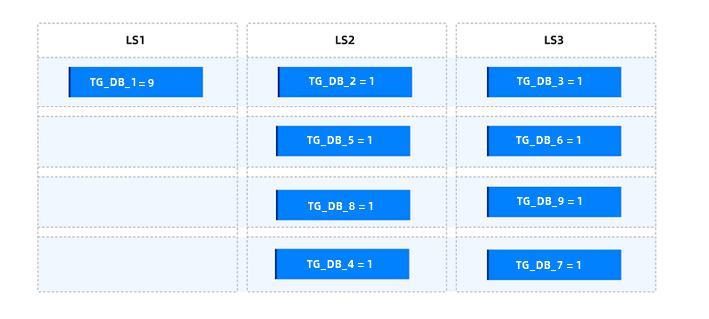 LS1 LS2 LS3
TG_DB_1 = 9 TG_DB_2 = 1 TG_DB_3 = 1
TG_DB_5 = 1 TG_DB_6 = 1
TG_DB_8 = 1 TG_DB_9 = 1
TG_DB_4 = 1 TG_DB_7 = 1